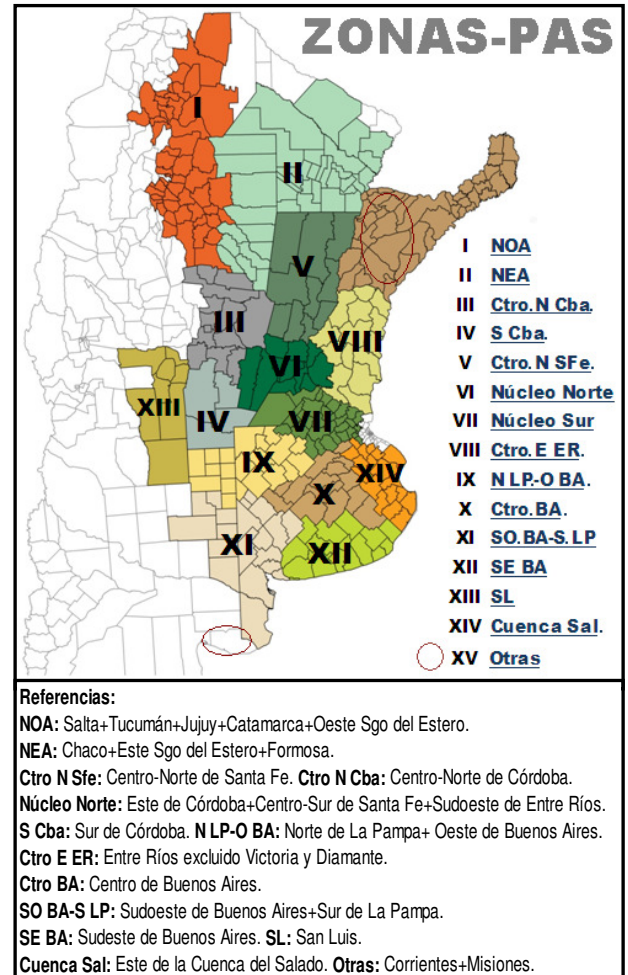 ZONAS-PAS
I
II
V
III
VIII
VI
XIII
IV
VII
IX
XIV
X
XI
XII
I NOA
II NEA
III Ctro.N Cba.
IV S Cba.
V Ctro.N SFe.
VI Núcleo Norte
VII Núcleo Sur
VIII Ctro.E ER.
IX N LP.-O BA.
X Ctro.BA.
XI SO.BA-S.LP
XII SE BA
XIII SL
XIV Cuenca Sal.
XV Otras
Referencias:
NOA: Salta+Tucumán+Jujuy+Catamarca+Oeste Sgo del Estero.
NEA: Chaco+Este Sgo del Estero+Formosa.
Ctro N Sfe: Centro-Norte de Santa Fe. Ctro N Cba: Centro-Norte de Córdoba.
Núcleo Norte: Este de Córdoba+Centro-Sur de Santa Fe+Sudoeste de Entre Ríos.
S Cba: Sur de Córdoba. N LP-O BA: Norte de La Pampa+ Oeste de Buenos Aires.
Ctro E ER: Entre Ríos excluido Victoria y Diamante.
Ctro BA: Centro de Buenos Aires.
SO BA-S LP: Sudoeste de Buenos Aires+Sur de La Pampa.
SE BA: Sudeste de Buenos Aires. SL: San Luis.
Cuenca Sal: Este de la Cuenca del Salado. Otras: Corrientes+Misiones.